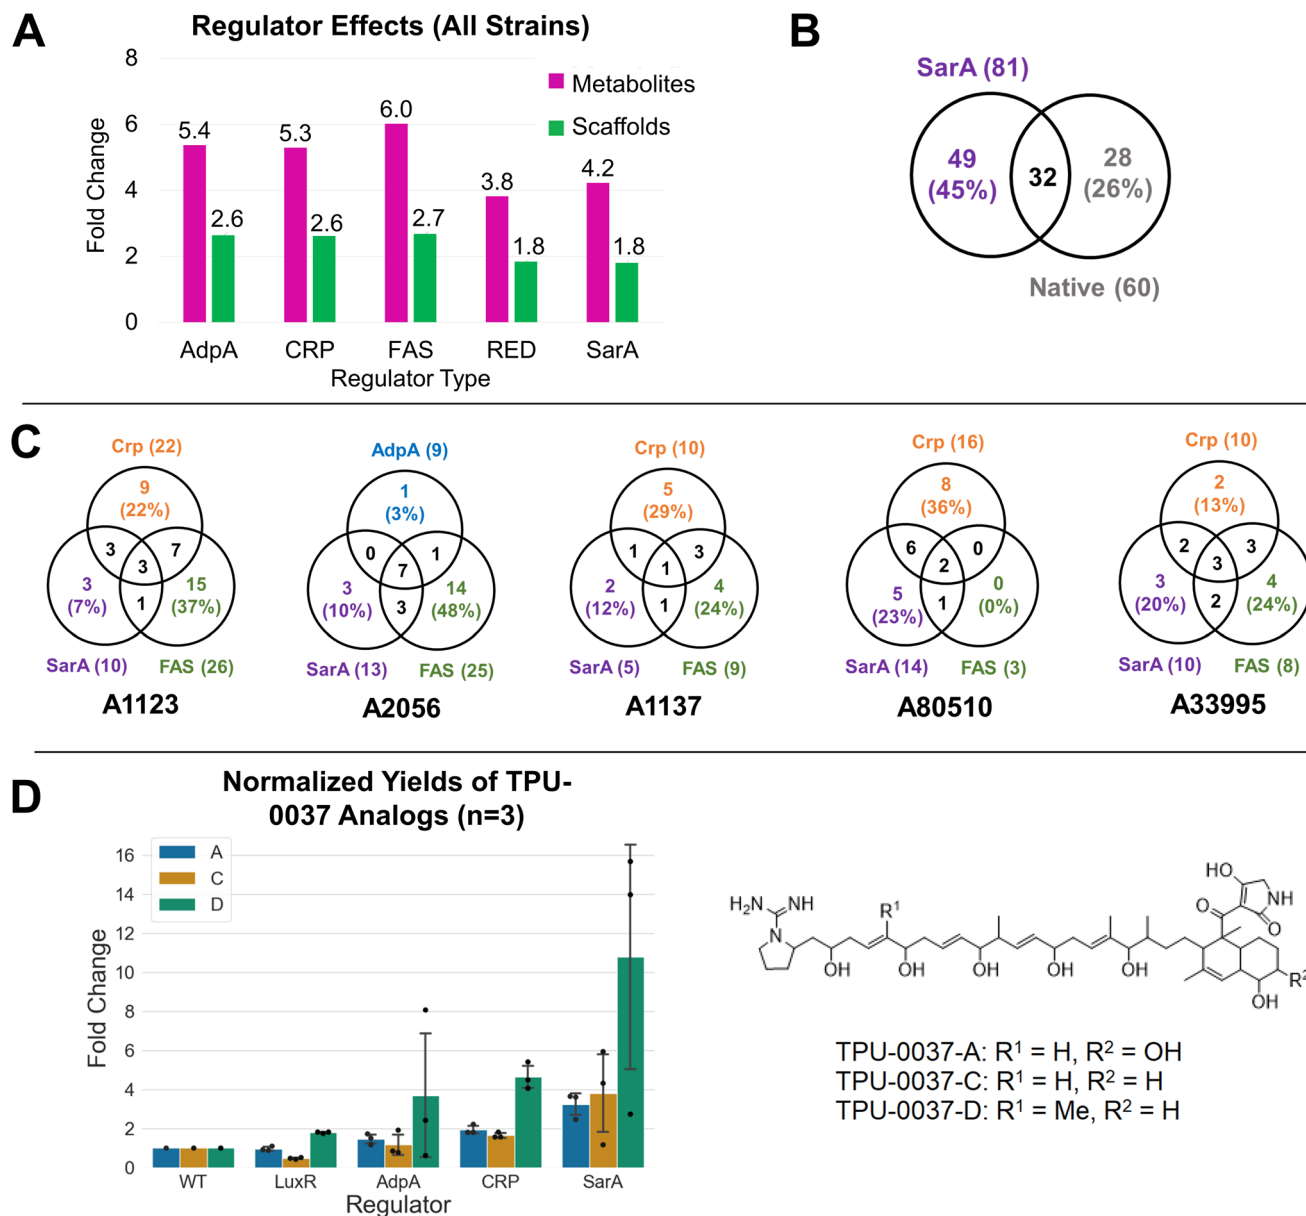 A
Regulator Effects (All Strains)
8
6
4
2
0
Fold Change
Metabolites
Scaffolds
5.4
2.6
5.3
2.6
6.0
2.7
3.8
1.8
4.2
1.8
AdpA
CRP
FAS
RED
SarA
Regulator Type
B
SarA (81)
49
(45%)
32
28
(26%)
Native (60)
C
Crp (22)
9
(22%)
3
7
3
3
(7%)
15
(37%)
1
SarA (10)
FAS (26)
A1123
AdpA (9)
1
(3%)
0
1
7
3
(10%)
14
(48%)
3
SarA (13)
FAS (25)
A2056
Crp (10)
5
(29%)
1
3
1
2
(12%)
4
(24%)
1
SarA (5)
FAS (9)
A1137
Crp (16)
8
(36%)
6
0
2
5
(23%)
0
(0%)
1
SarA (14)
FAS (3)
A80510
Crp (10)
2
(13%)
2
3
3
3
(20%)
4
(24%)
2
SarA (10)
FAS (8)
A33995
D
Normalized Yields of TPU-
0037 Analogs (n=3)
A
C
D
16
14
12
10
8
6
4
2
0
Fold Change
WT
LuxR
AdpA
CRP
SarA
Regulator
H₂N
NH
N
R¹
OH
OH
OH
OH
OH
HO
O
NH
O
R²
OH
TPU-0037-A: R¹ = H, R² = OH
TPU-0037-C: R¹ = H, R² = H
TPU-0037-D: R¹ = Me, R² = H